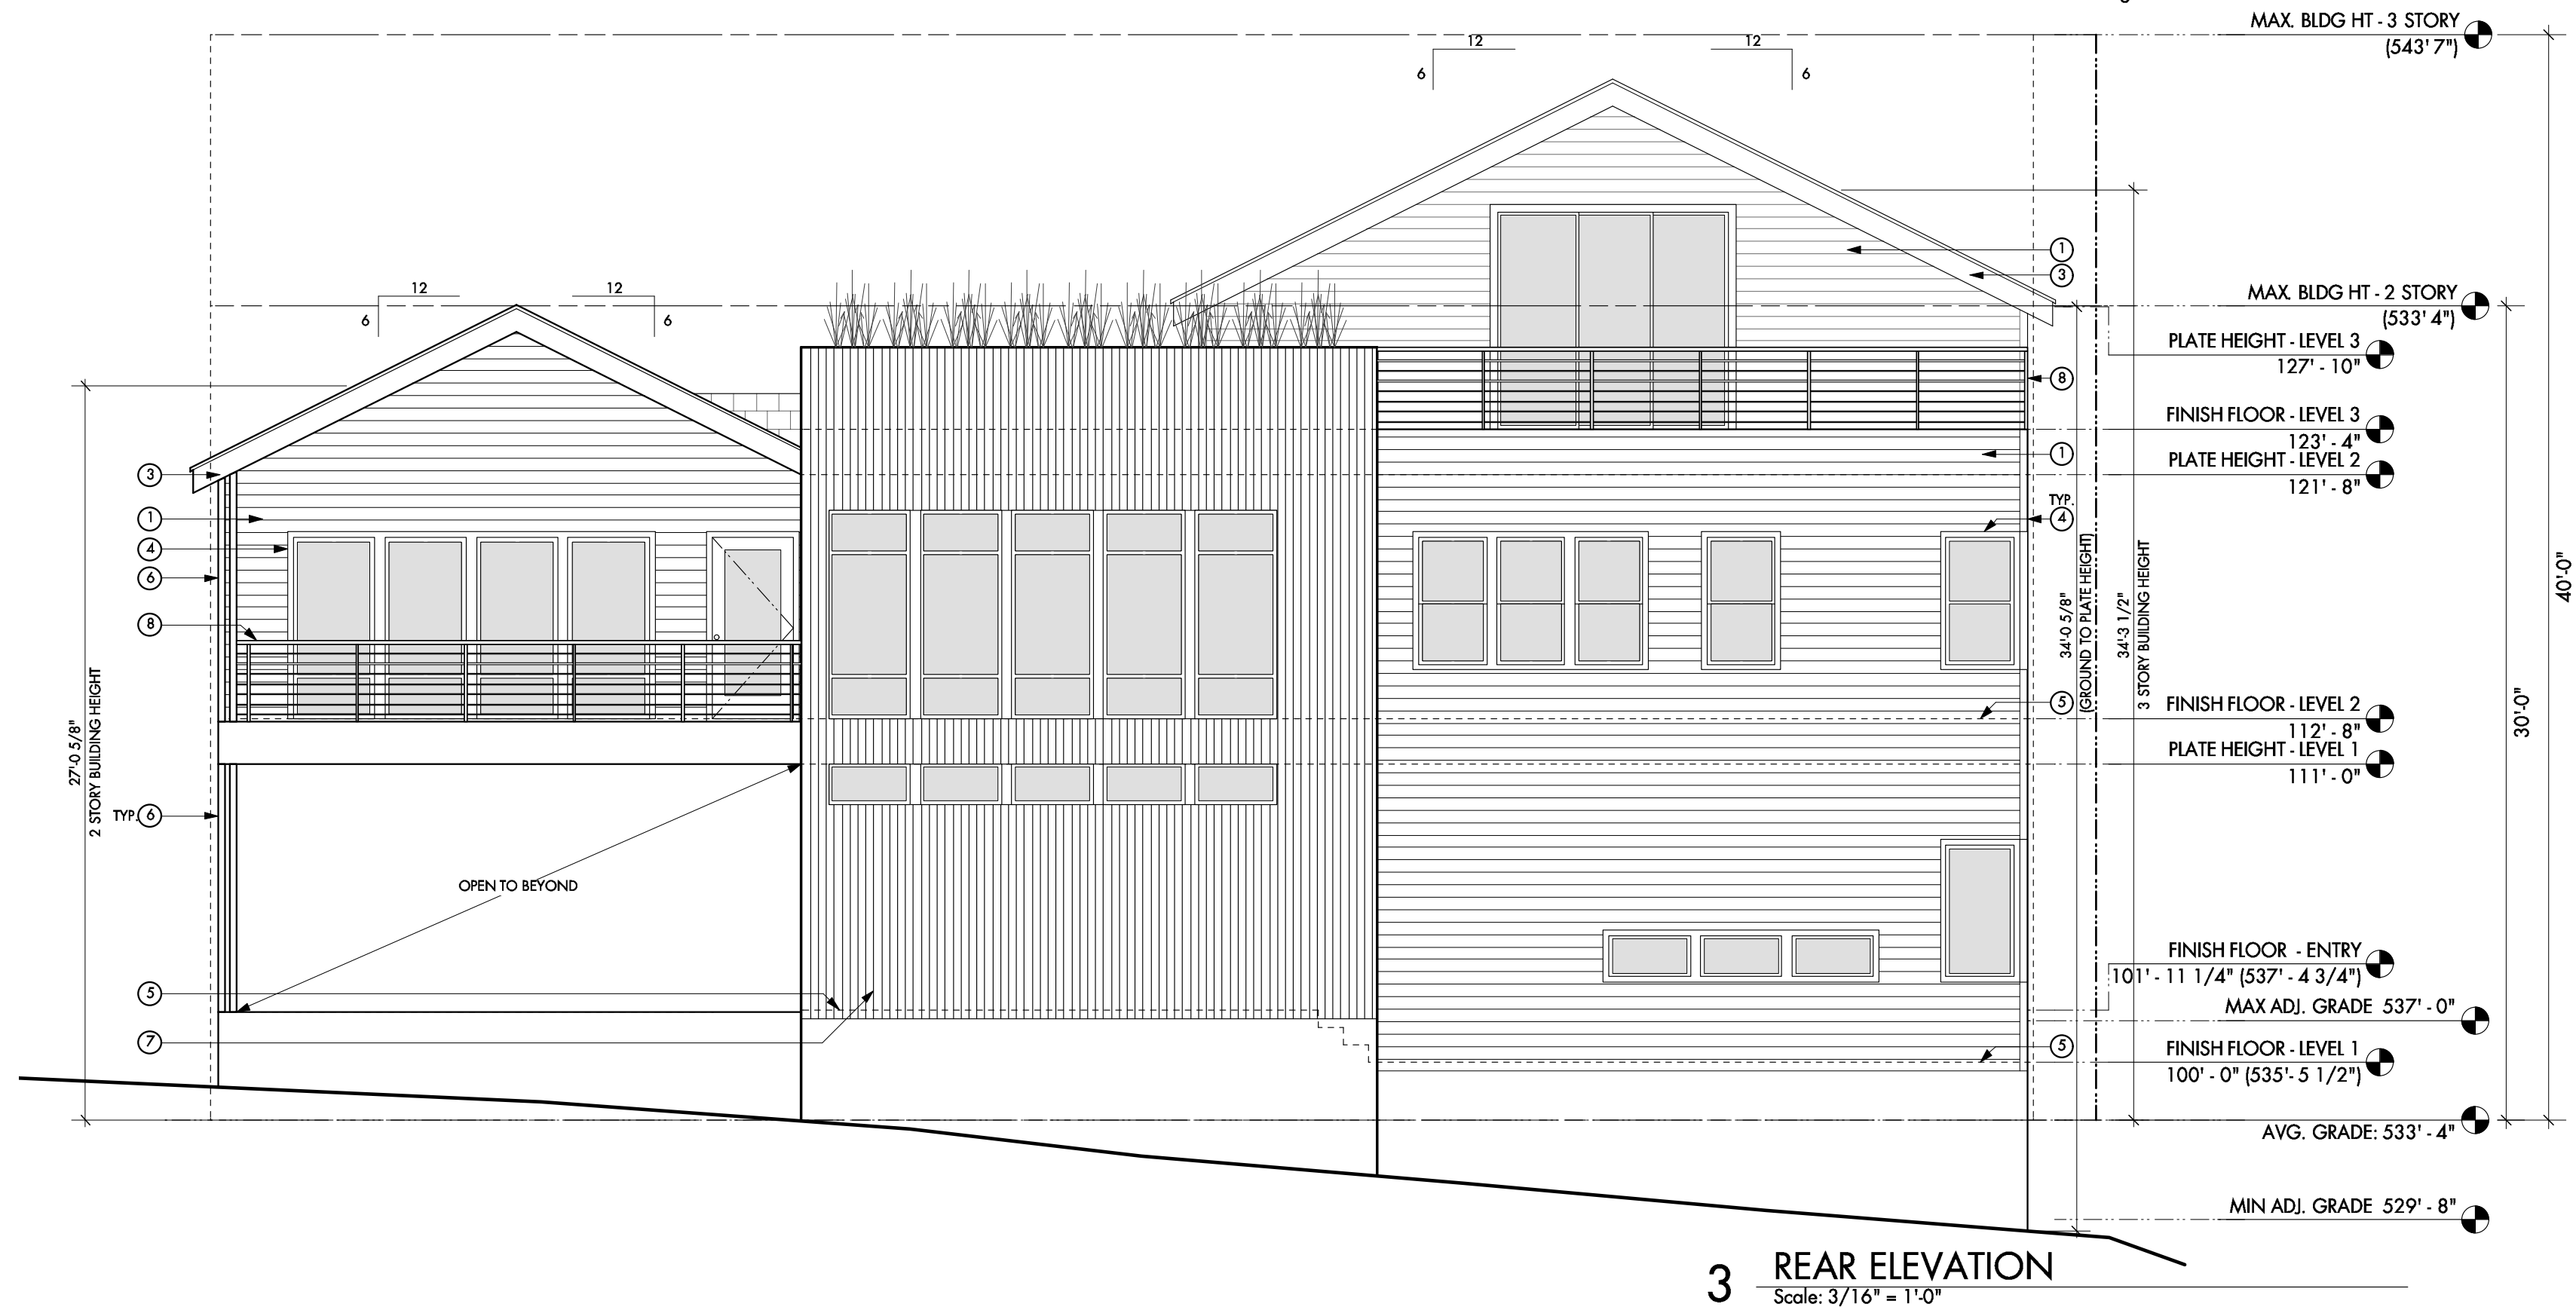 MAX. BLDG HT - 3 STORY
(543' 7")
12
12
6
6
1
3
12
12
6
6
MAX. BLDG HT - 2 STORY
(533' 4")
PLATE HEIGHT - LEVEL 3
127' - 10"
8
FINISH FLOOR - LEVEL 3
123' - 4"
1
PLATE HEIGHT - LEVEL 2
121' - 8"
3
TYP.
4
1
4
6
8
40'-0"
30'-0"
34'-0 5/8"
(GROUND TO PLATE HEIGHT)
34'-3 1/2"
3 STORY BUILDING HEIGHT
27'-0 5/8"
2 STORY BUILDING HEIGHT
5
FINISH FLOOR - LEVEL 2
112' - 8"
PLATE HEIGHT - LEVEL 1
111' - 0"
TYP.
6
OPEN TO BEYOND
FINISH FLOOR - ENTRY
101' - 11 1/4" (537' - 4 3/4")
5
MAX ADJ. GRADE 537' - 0"
7
5
FINISH FLOOR - LEVEL 1
100' - 0" (535'- 5 1/2")
AVG. GRADE: 533' - 4"
MIN ADJ. GRADE 529' - 8"
3
REAR ELEVATION
Scale: 3/16" = 1'-0"